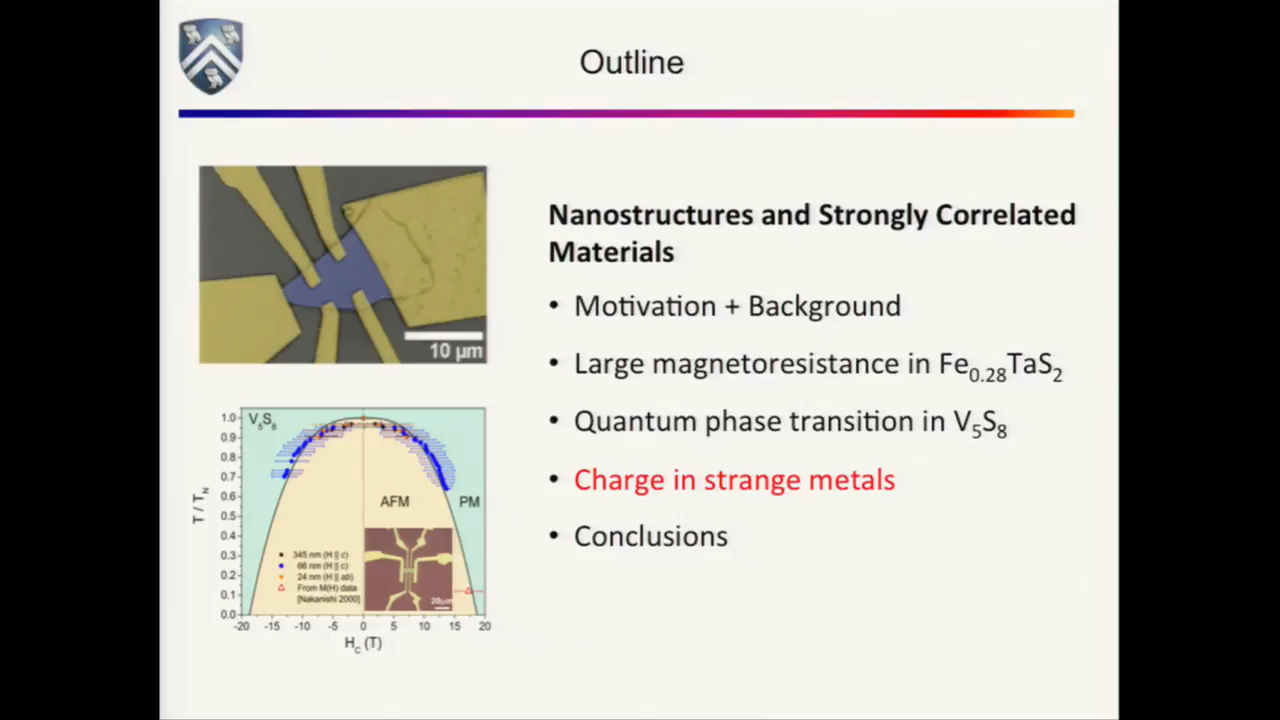 Outline
10 µm
Nanostructures and Strongly Correlated
Materials
• Motivation + Background
• Large magnetoresistance in Fe₀.₂₈TaS₂
• Quantum phase transition in V₅S₈
• Charge in strange metals
• Conclusions
V₅S₈
1.0
0.9
0.8
0.7
0.6
0.5
0.4
0.3
0.2
0.1
0.0
T / T_N
AFM
PM
345 nm (H || c)
66 nm (H || c)
24 nm (H || ab)
From M(H) data
[Nakanishi 2000]
20µm
-20 -15 -10 -5 0 5 10 15 20
H_C (T)